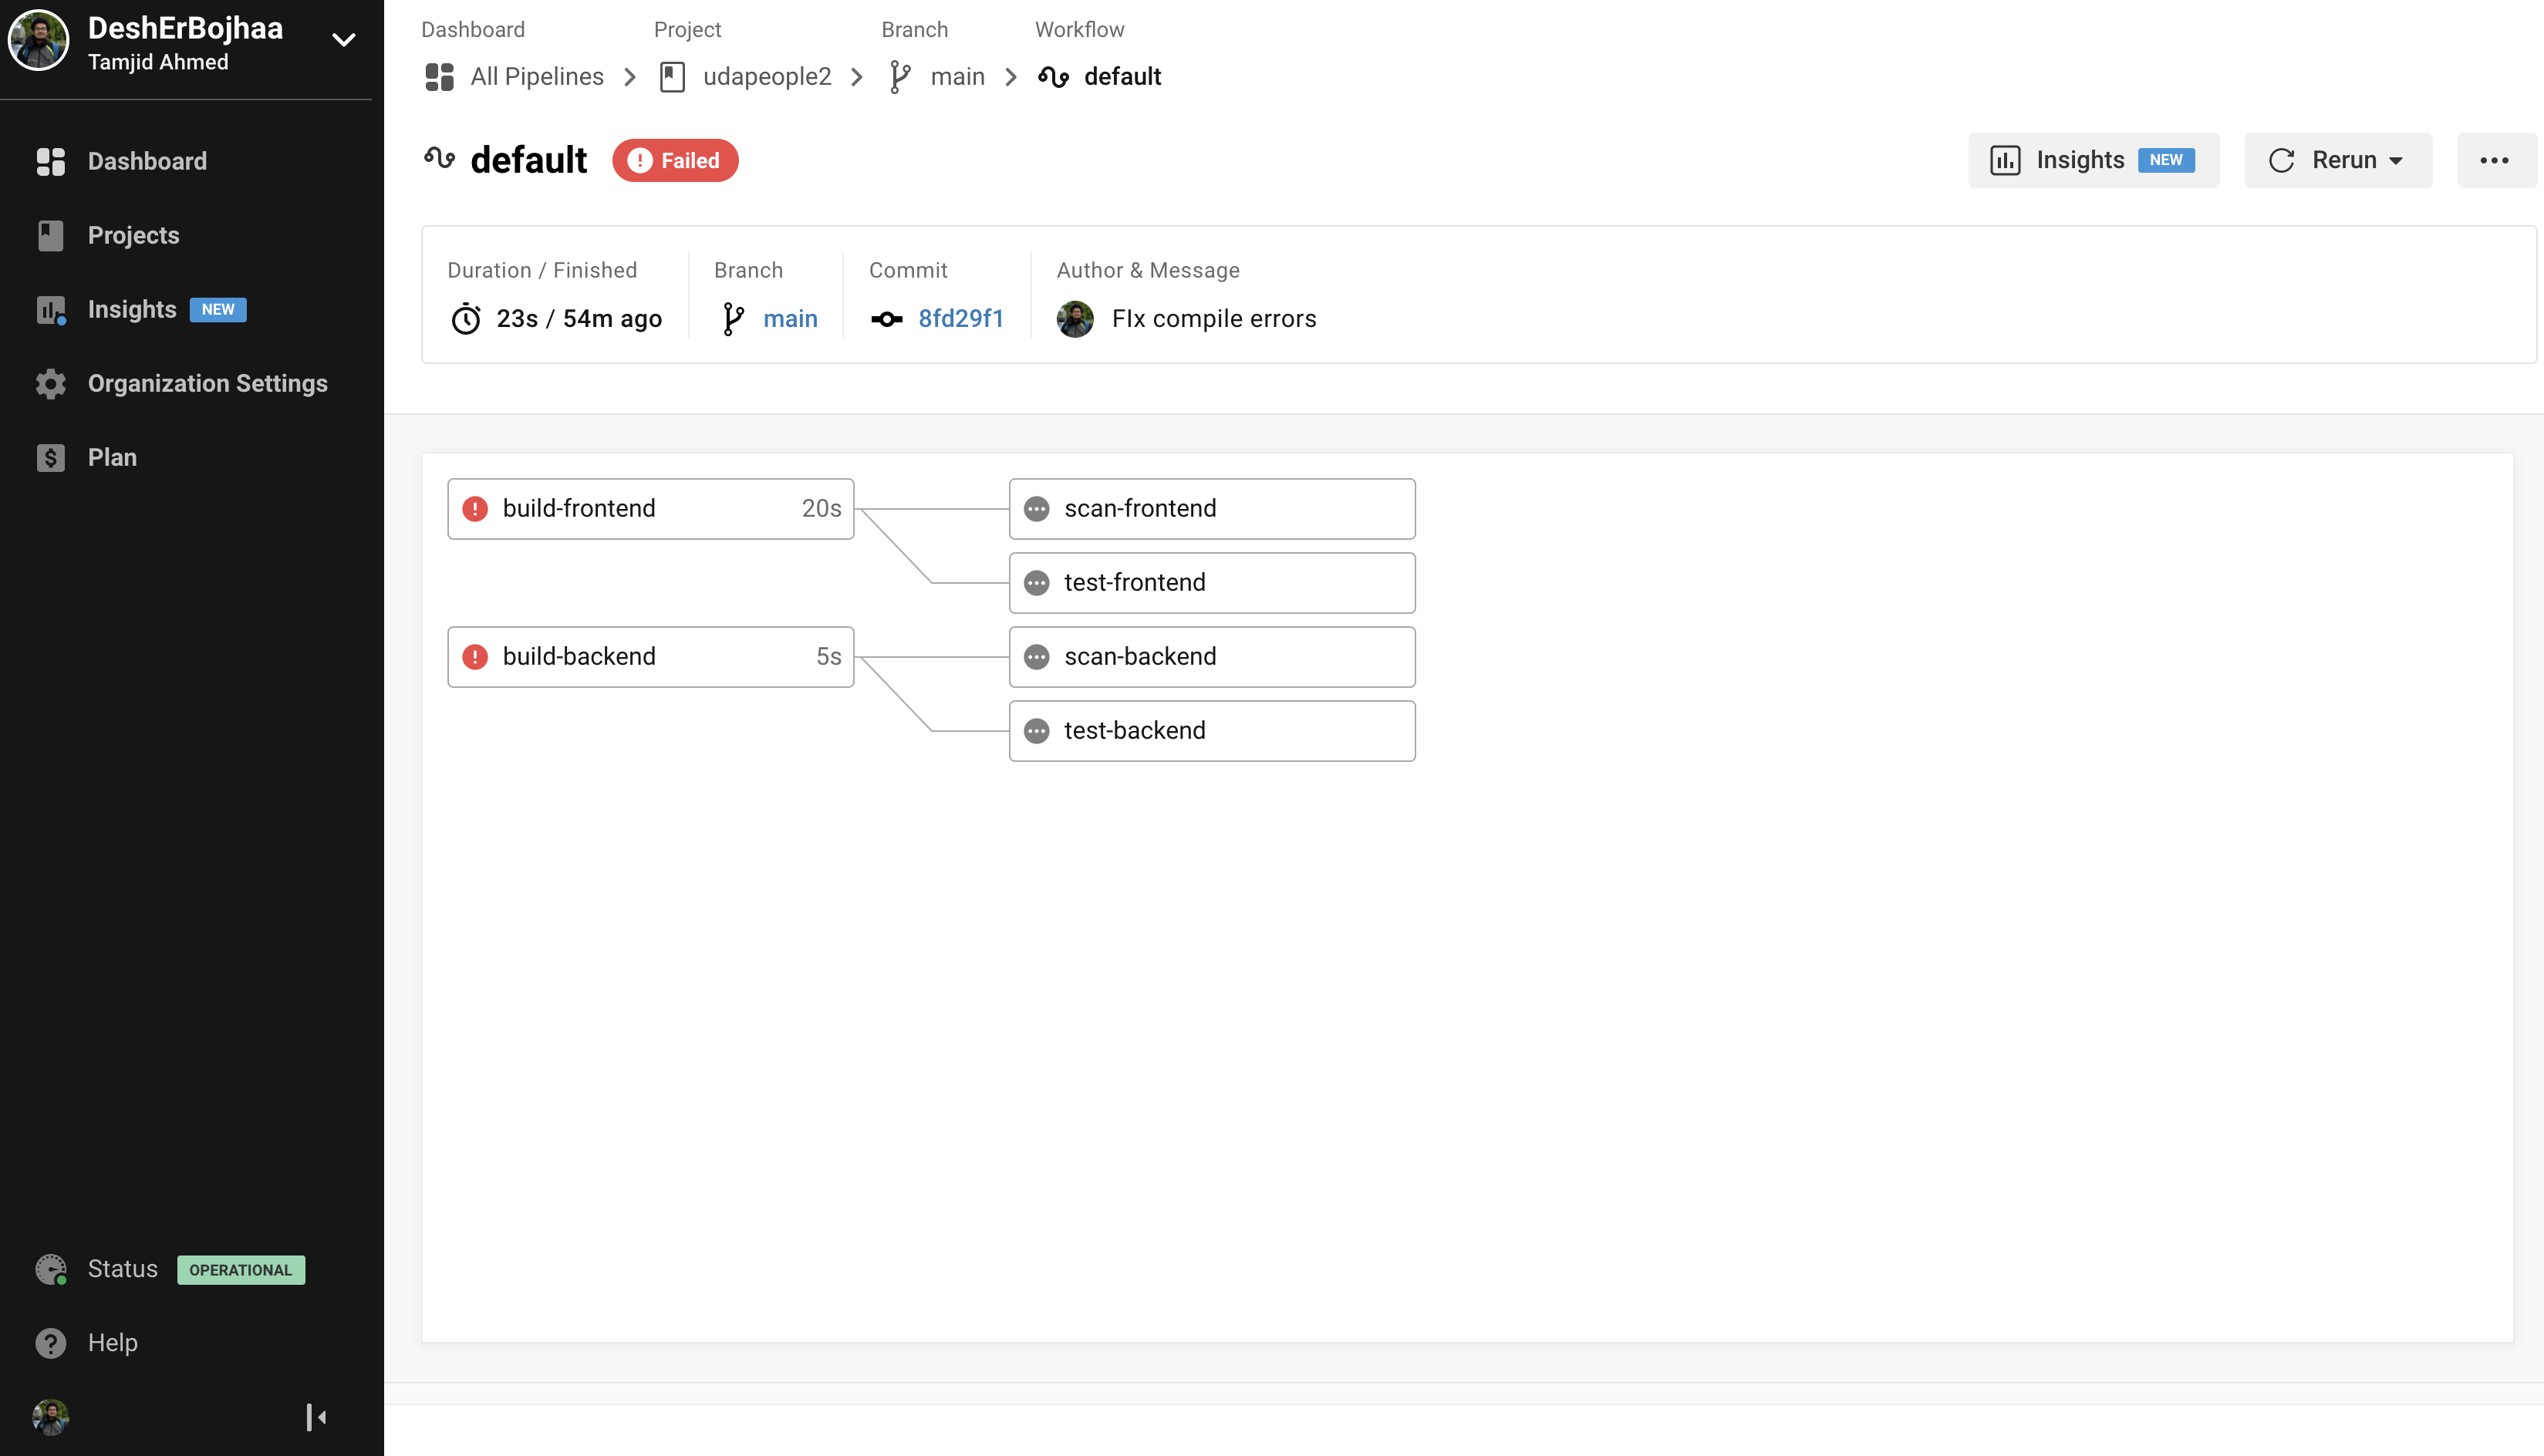 DeshErBojhaa
Tamjid Ahmed
Dashboard
Projects
Insights NEW
Organization Settings
Plan
Status OPERATIONAL
Help
Dashboard Project Branch Workflow
All Pipelines udapeople2 main default
default Failed
Insights NEW Rerun
Duration / Finished Branch Commit Author & Message
23s / 54m ago main 8fd29f1 FIx compile errors
build-frontend 20s scan-frontend
test-frontend
build-backend 5s scan-backend
test-backend